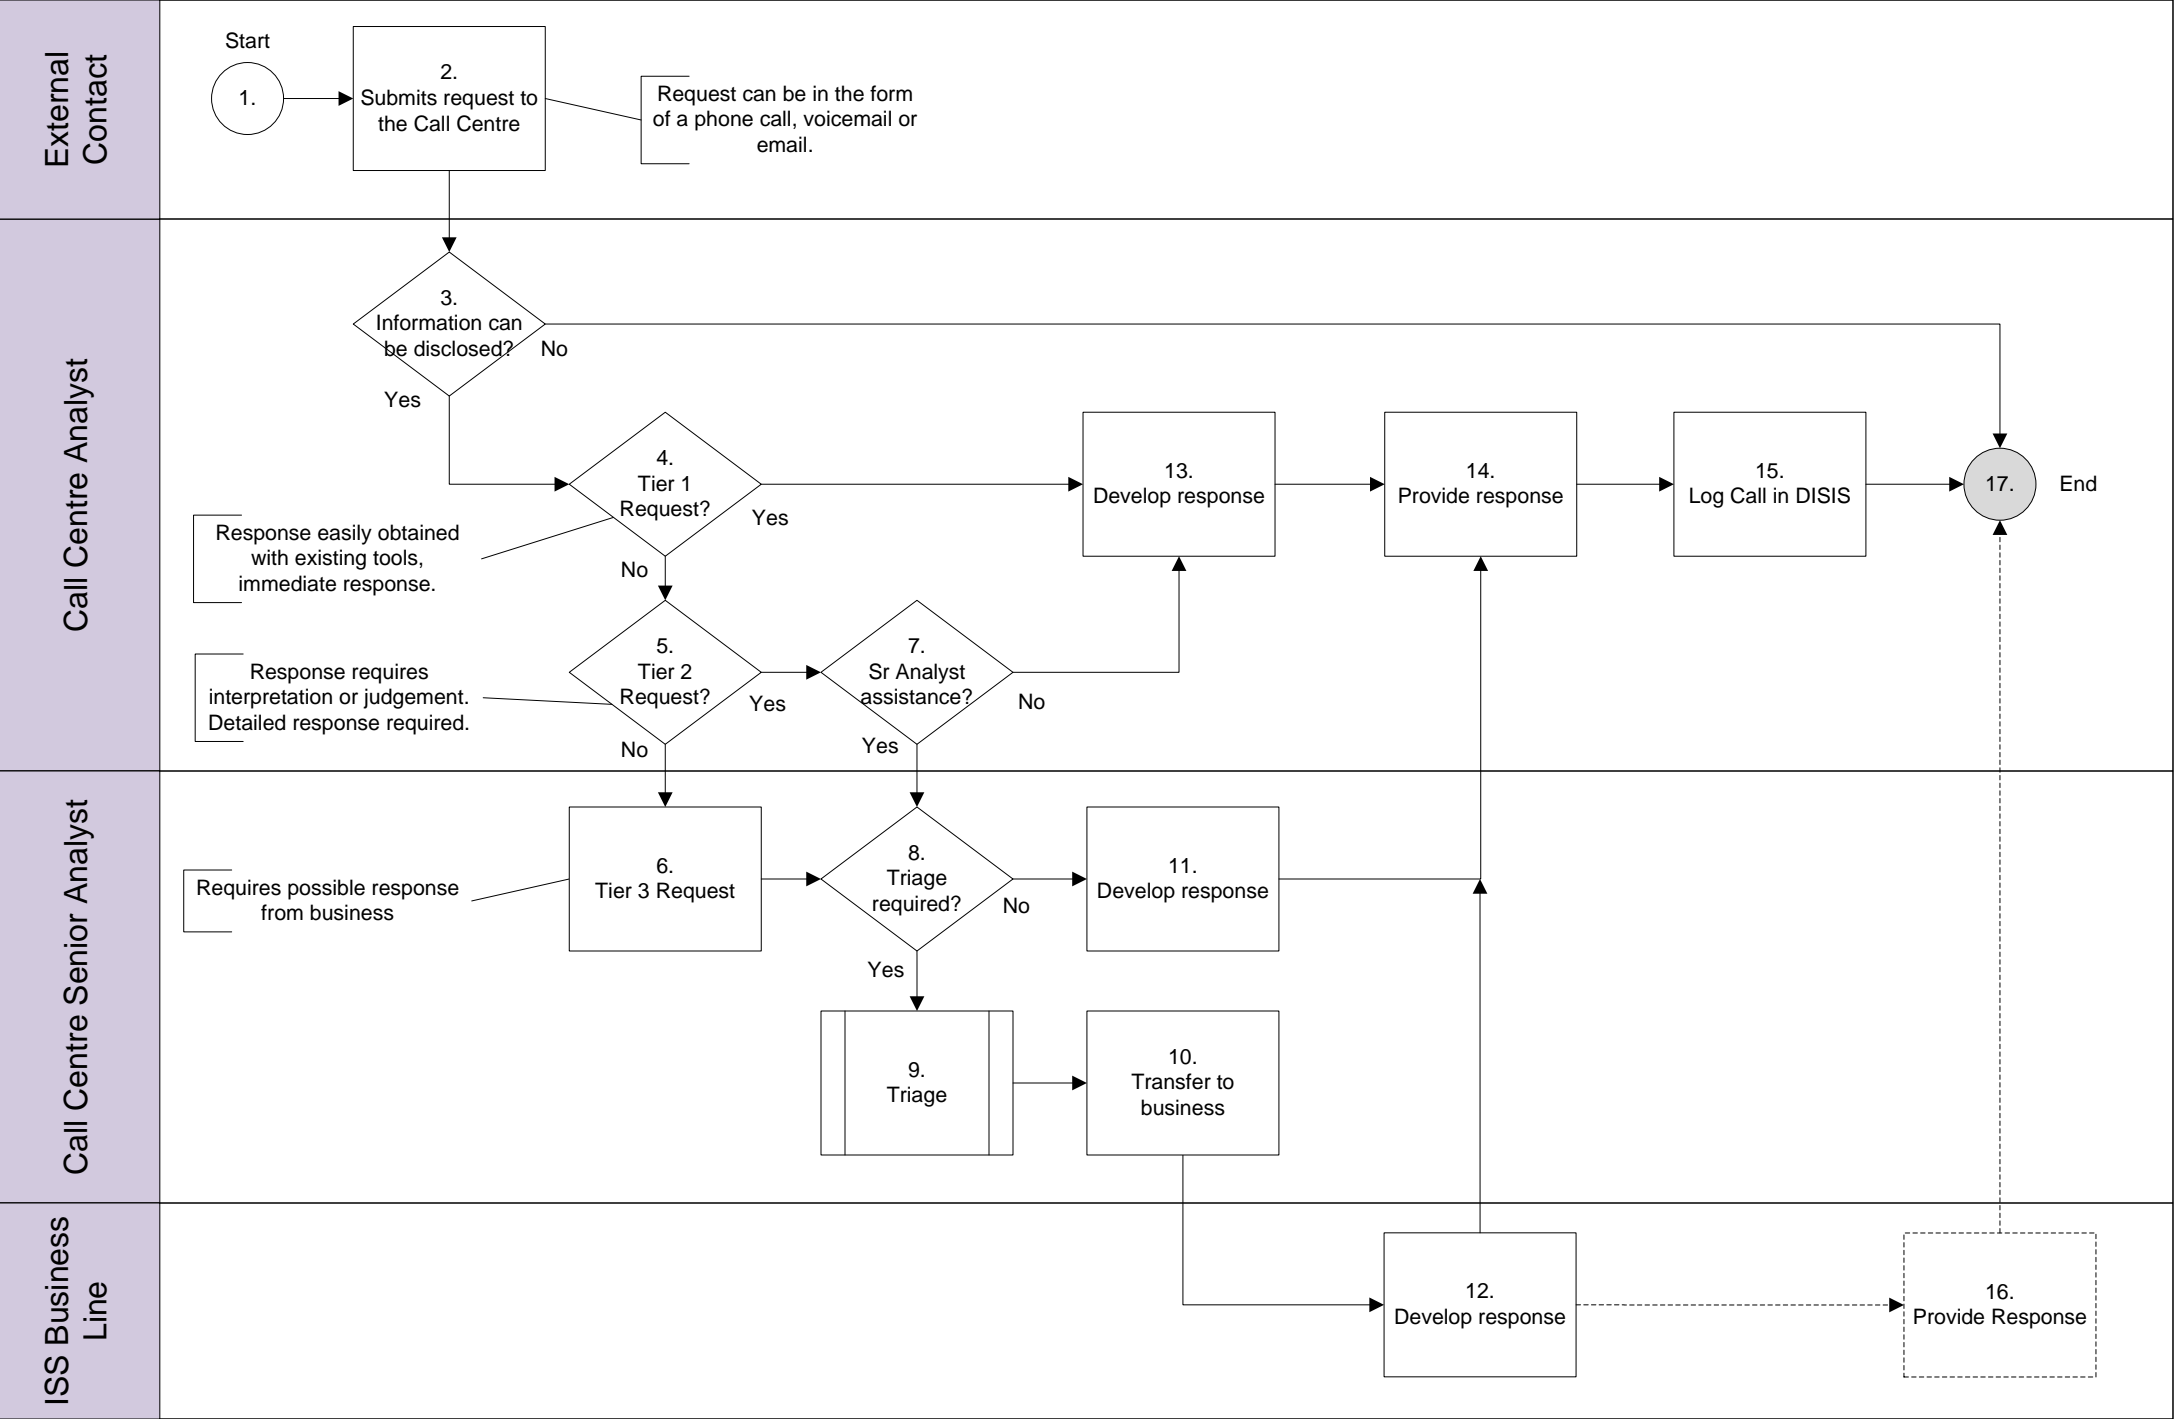 External
Contact
Start
1.
2.
Submits request to
the Call Centre
Request can be in the form
of a phone call, voicemail or
email.
Call Centre Analyst
3.
Information can
be disclosed?
No
Yes
4.
Tier 1
Request?
Yes
No
Response easily obtained
with existing tools,
immediate response.
13.
Develop response
14.
Provide response
15.
Log Call in DISIS
17.
End
5.
Tier 2
Request?
Yes
No
Response requires
interpretation or judgement.
Detailed response required.
7.
Sr Analyst
assistance?
No
Yes
Call Centre Senior Analyst
Requires possible response
from business
6.
Tier 3 Request
8.
Triage
required?
No
Yes
11.
Develop response
9.
Triage
10.
Transfer to
business
ISS Business
Line
12.
Develop response
16.
Provide Response